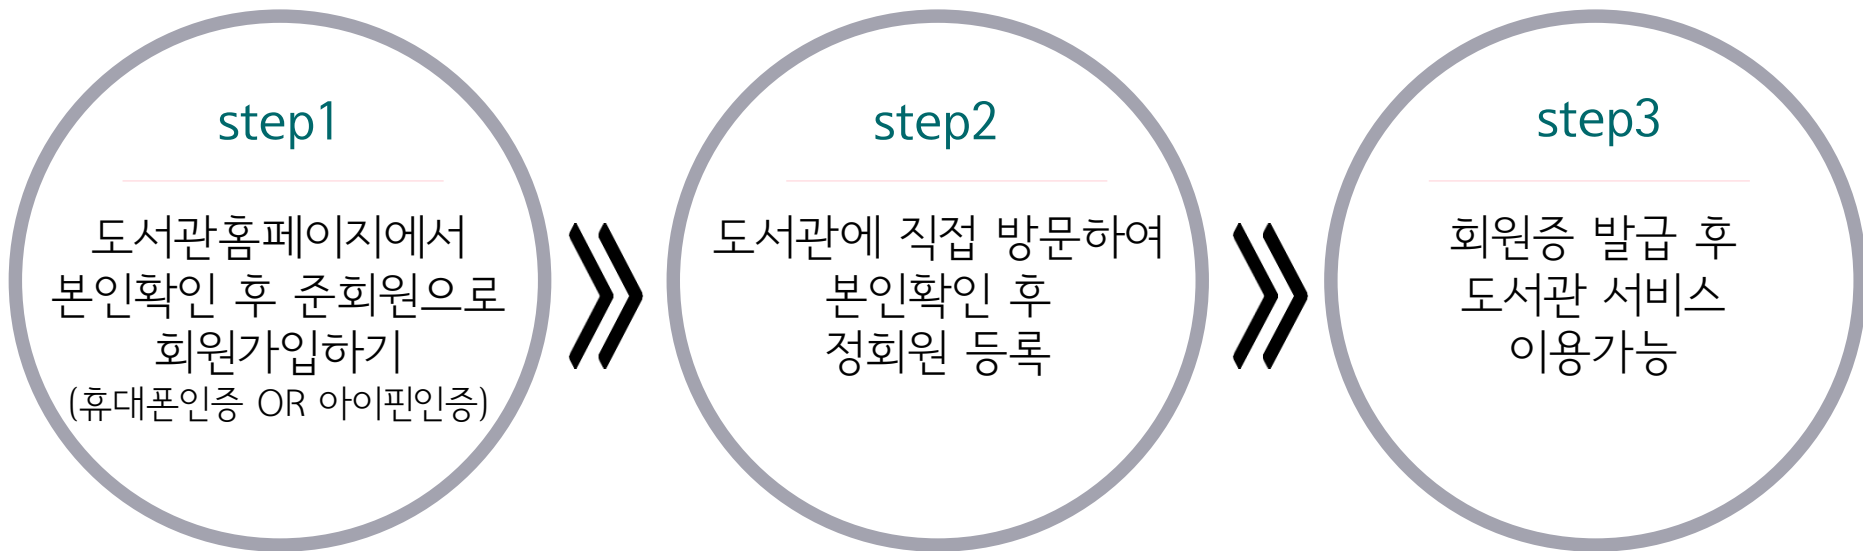 step1
도서관홈페이지에서
본인확인 후 준회원으로
회원가입하기
(휴대폰인증 OR 아이핀인증)
step2
도서관에 직접 방문하여
본인확인 후
정회원 등록
step3
회원증 발급 후
도서관 서비스
이용가능